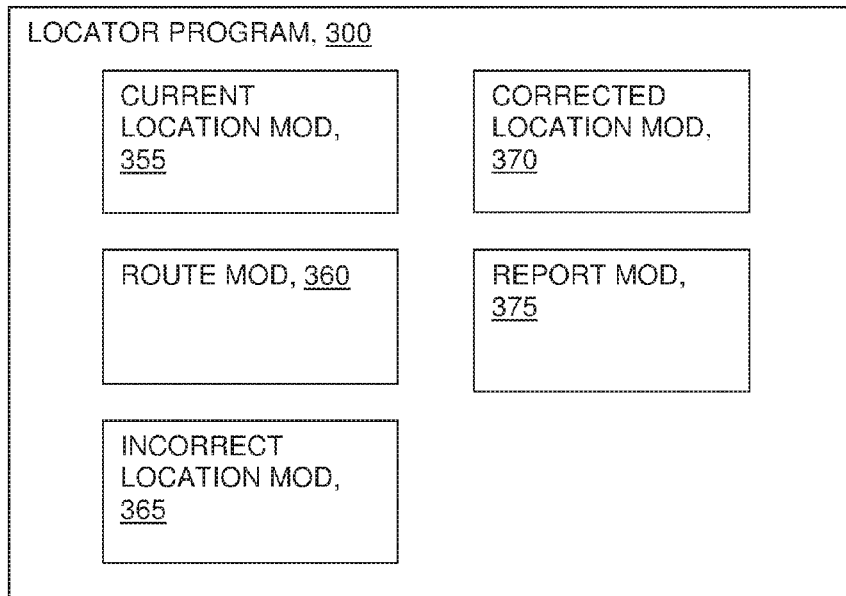 LOCATOR PROGRAM, 300
CURRENT
LOCATION MOD,
355
CORRECTED
LOCATION MOD,
370
ROUTE MOD, 360
REPORT MOD,
375
INCORRECT
LOCATION MOD,
365